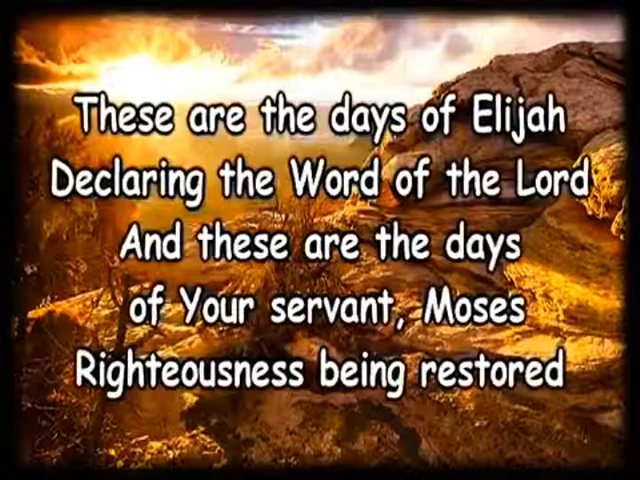 These are the days of Elijah
Declaring the Word of the Lord
And these are the days
of Your servant, Moses
Righteousness being restored